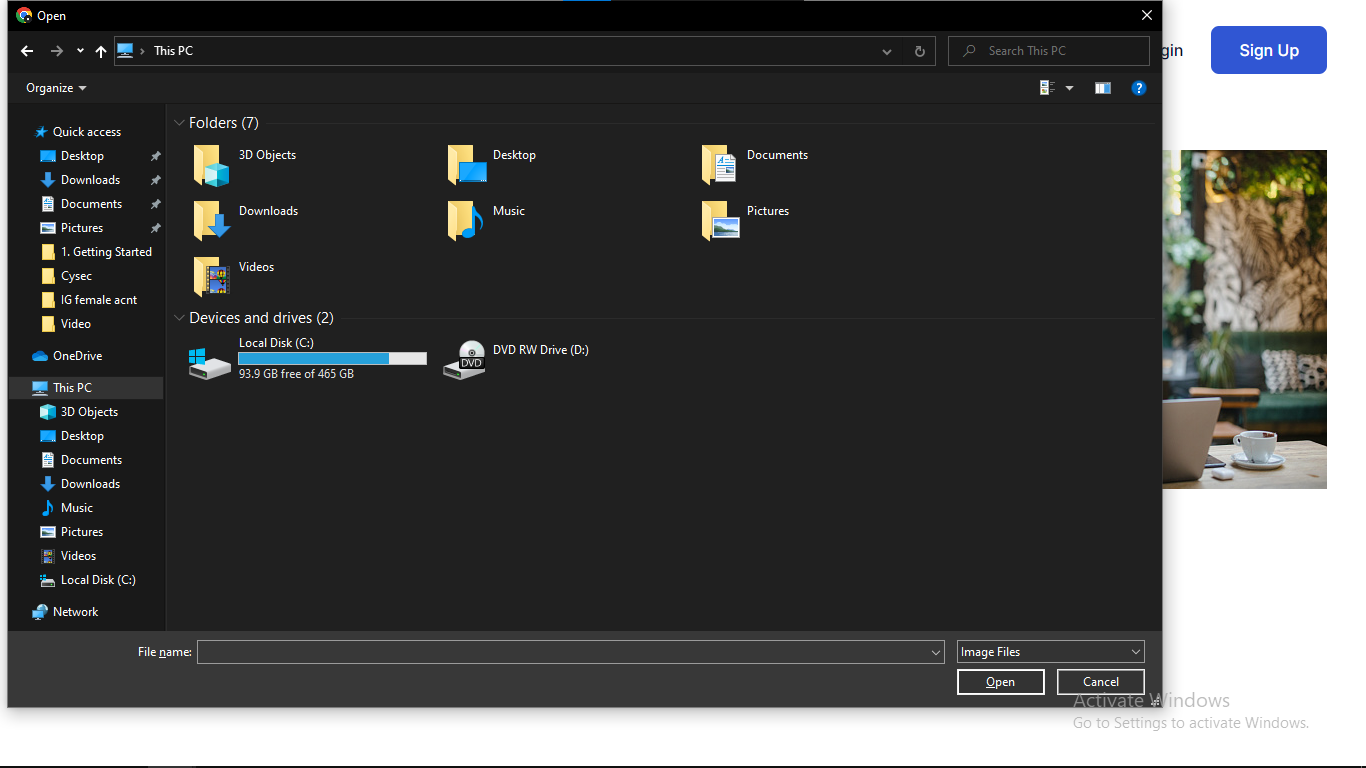 Open
This PC
Search This PC
gin
Sign Up
Organize
Quick access
Desktop
Downloads
Documents
Pictures
1. Getting Started
Cysec
IG female acnt
Video
OneDrive
This PC
3D Objects
Desktop
Documents
Downloads
Music
Pictures
Videos
Local Disk (C:)
Network
Folders (7)
3D Objects
Desktop
Documents
Downloads
Music
Pictures
Videos
Devices and drives (2)
Local Disk (C:)
93.9 GB free of 465 GB
DVD
DVD RW Drive (D:)
File name:
Image Files
Open
Cancel
Activate Windows
Go to Settings to activate Windows.